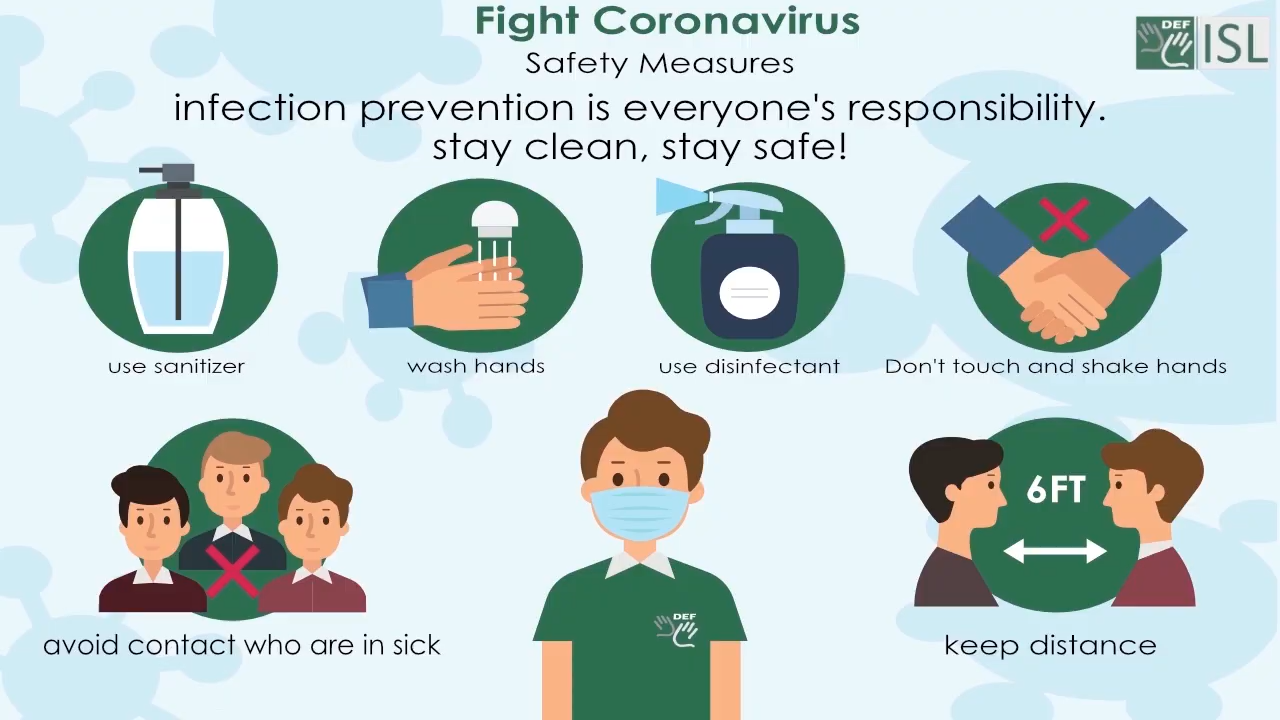 Fight Coronavirus
DEF
ISL
Safety Measures
infection prevention is everyone's responsibility.
stay clean, stay safe!
use sanitizer
wash hands
use disinfectant
Don't touch and shake hands
6FT
DEF
avoid contact who are in sick
keep distance